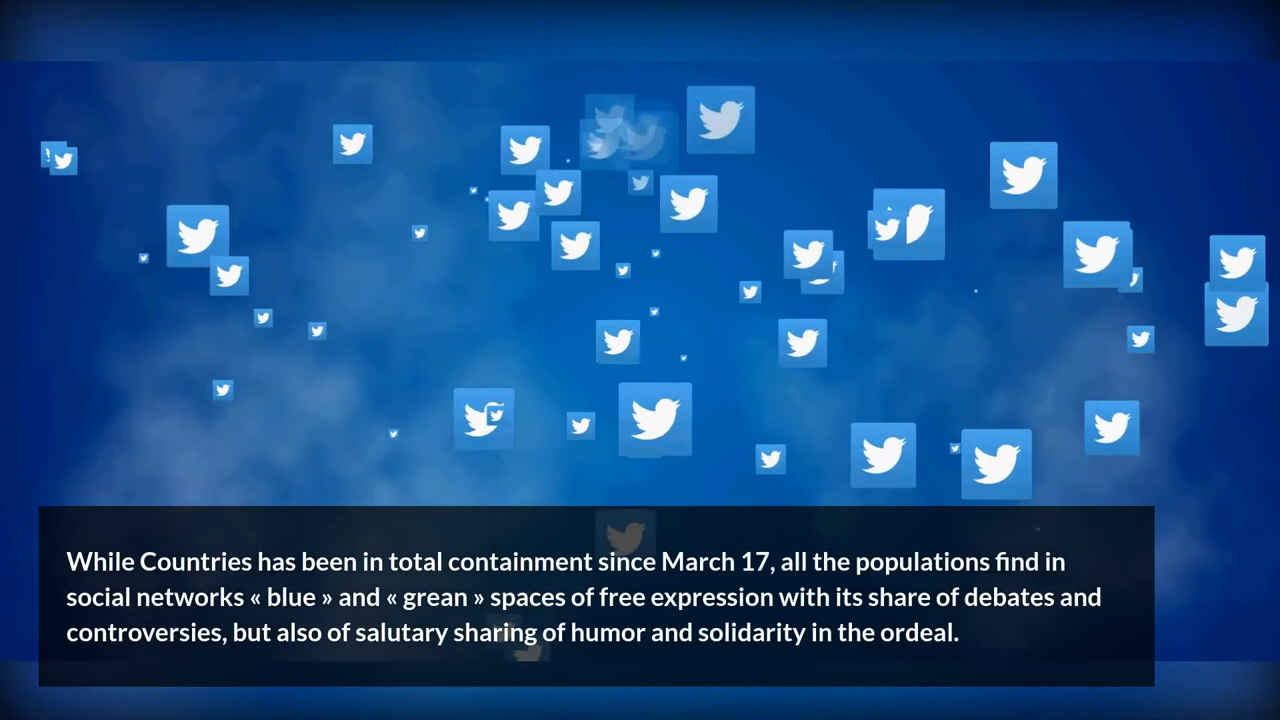 While Countries has been in total containment since March 17, all the populations find in
social networks « blue » and « grean » spaces of free expression with its share of debates and
controversies, but also of salutary sharing of humor and solidarity in the ordeal.